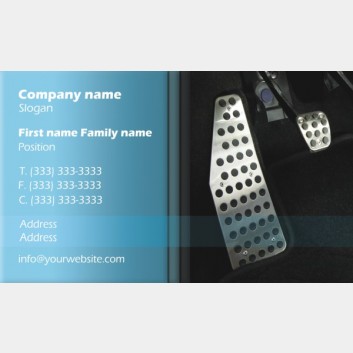 Company name
Slogan
First name Family name
Position
T. (333) 333-3333
F. (333) 333-3333
C. (333) 333-3333
Address
Address
info@yourwebsite.com